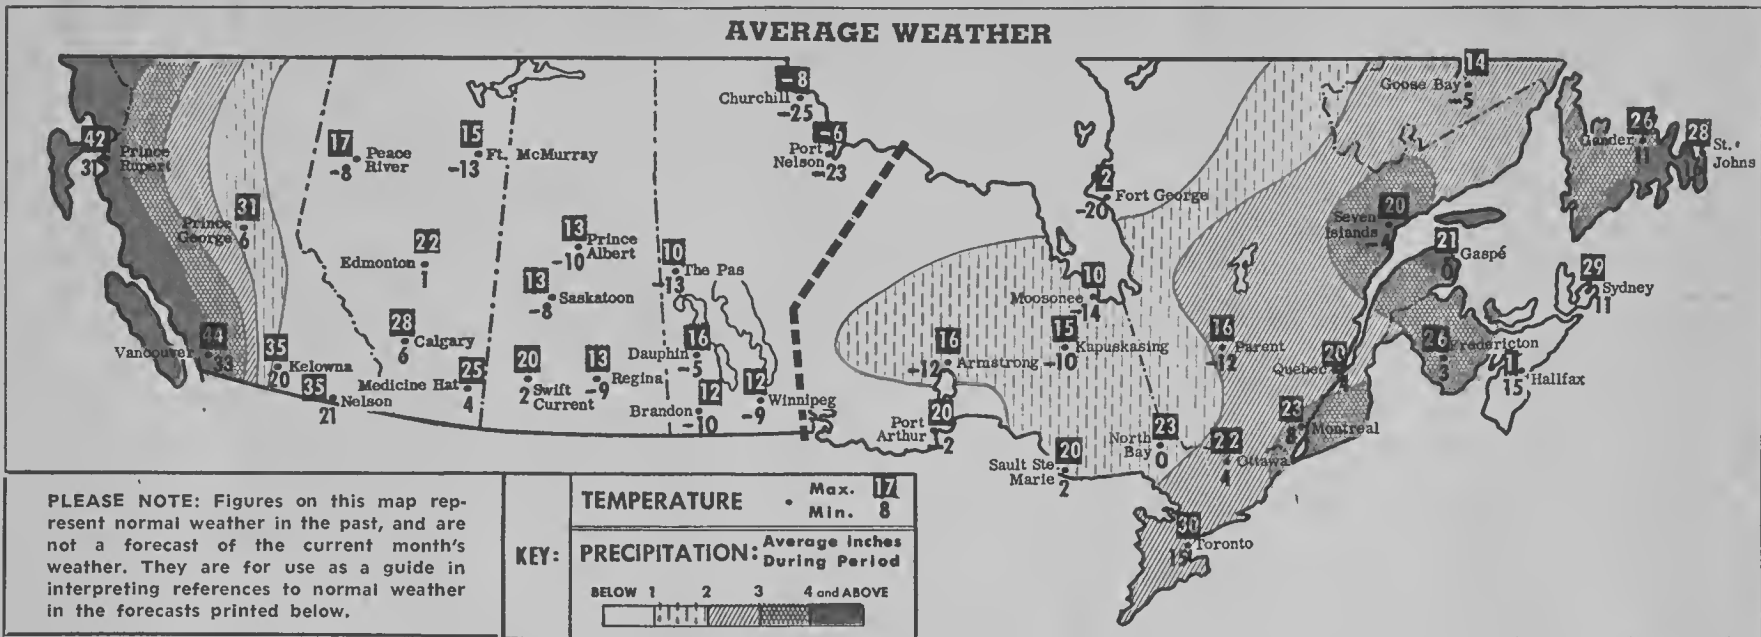 AVERAGE WEATHER
42
Prince
Rupert
31
17
Peace
River
-8
15
Ft. McMurray
-13
-8
Churchill
-25
-6
Port
Nelson
-23
31
Prince
George
6
22
Edmonton
1
13
Prince
Albert
-10
13
Saskatoon
-8
10
The Pas
-13
44
Vancouver
33
35
Kelowna
20
35
Nelson
21
28
Calgary
6
25
Medicine Hat
4
20
Swift
Current
2
13
Regina
-9
16
Dauphin
-5
12
Brandon
-10
12
Winnipeg
-9
2
Fort George
-20
10
Moosonee
-14
16
Armstrong
-12
15
Kapuskasing
-10
16
Parent
-12
20
Port
Arthur
-2
20
Sault Ste
Marie
2
23
North
Bay
0
22
Ottawa
4
30
Toronto
15
23
Montreal
8
20
Quebec
14
Goose Bay
-5
20
Seven
Islands
-4
21
Gaspé
0
26
Gander
11
28
St.
Johns
29
Sydney
11
26
Fredericton
3
Halifax
15
PLEASE NOTE: Figures on this map rep-
resent normal weather in the past, and are
not a forecast of the current month's
weather. They are for use as a guide in
interpreting references to normal weather
in the forecasts printed below.
KEY:
TEMPERATURE • Max. 17
Min. 8
PRECIPITATION: Average inches
During Period
BELOW 1 2 3 4 and ABOVE